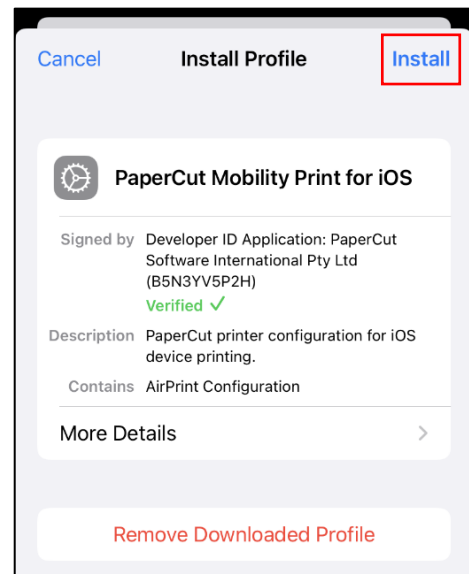 Cancel Install Profile Install
PaperCut Mobility Print for iOS
Signed by Developer ID Application: PaperCut
Software International Pty Ltd
(B5N3YV5P2H)
Verified ✓
Description PaperCut printer configuration for iOS
device printing.
Contains AirPrint Configuration
More Details
Remove Downloaded Profile